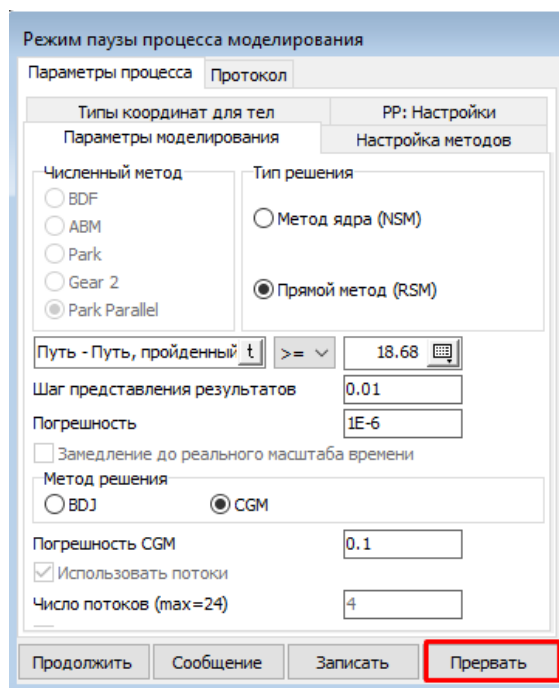 Режим паузы процесса моделирования
Параметры процесса Протокол
Типы координат для тел PP: Настройки
Параметры моделирования Настройка методов
Численный метод Тип решения
BDF
ABM
Метод ядра (NSM)
Park
Gear 2
Прямой метод (RSM)
Park Parallel
Путь - Путь, пройденный t >= 18.68
Шаг представления результатов 0.01
Погрешность 1E-6
Замедление до реального масштаба времени
Метод решения
BDJ CGM
Погрешность CGM 0.1
Использовать потоки
Число потоков (max=24) 4
Продолжить Сообщение Записать Прервать